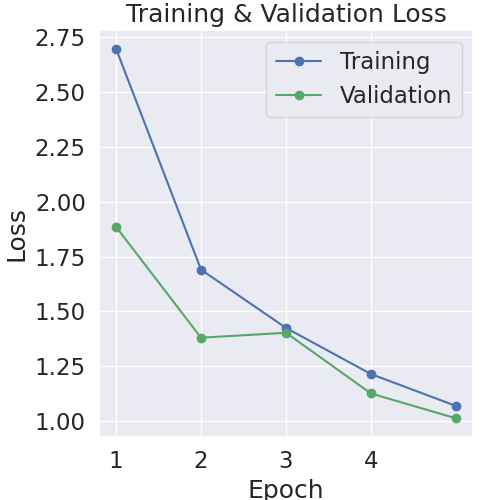 Training & Validation Loss
Training
Validation
Loss
2.75
2.50
2.25
2.00
1.75
1.50
1.25
1.00
1 2 3 4
Epoch